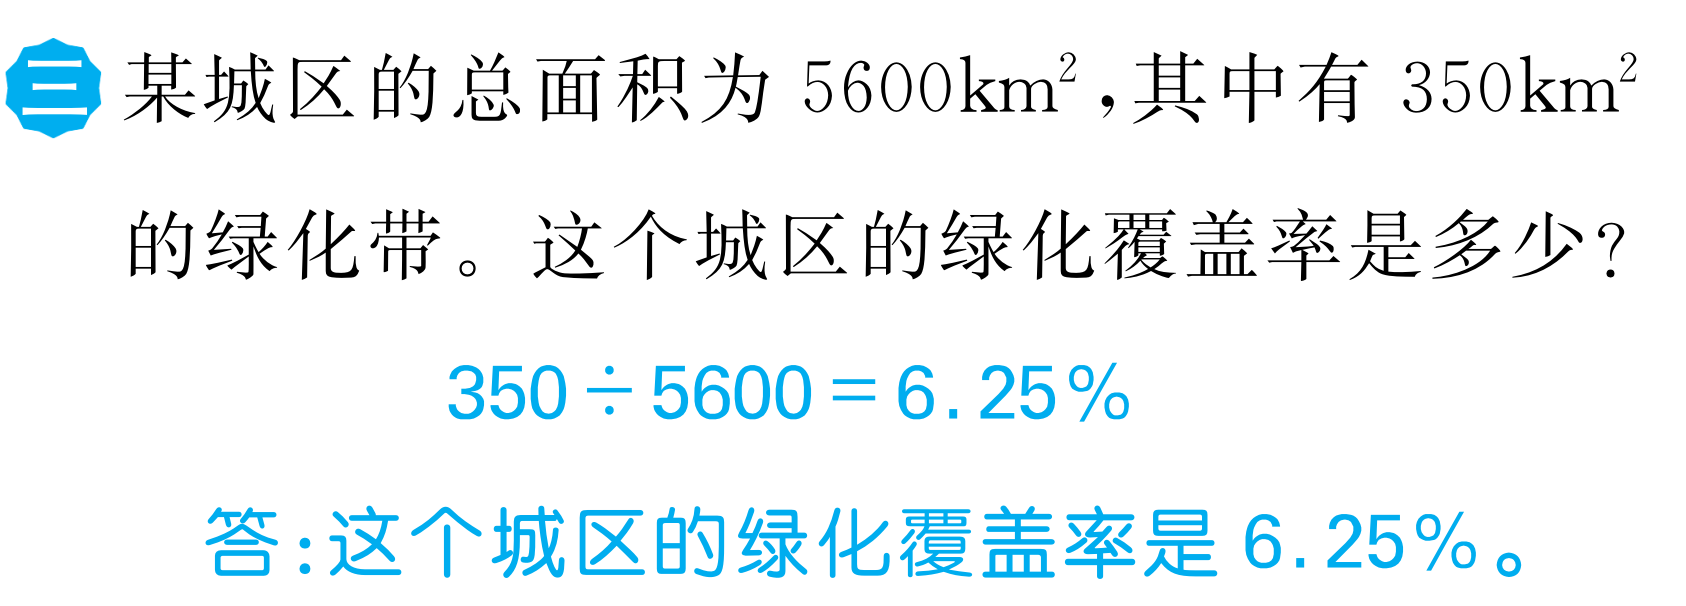 三 某城区的总面积为 5600km²,其中有 350km²
的绿化带。这个城区的绿化覆盖率是多少?
350÷5600=6.25%
答:这个城区的绿化覆盖率是 6.25%。